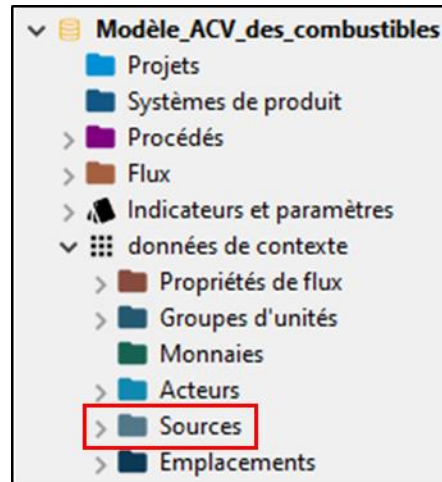 Modèle_ACV_des_combustibles
Projets
Systèmes de produit
Procédés
Flux
Indicateurs et paramètres
données de contexte
Propriétés de flux
Groupes d'unités
Monnaies
Acteurs
Sources
Emplacements